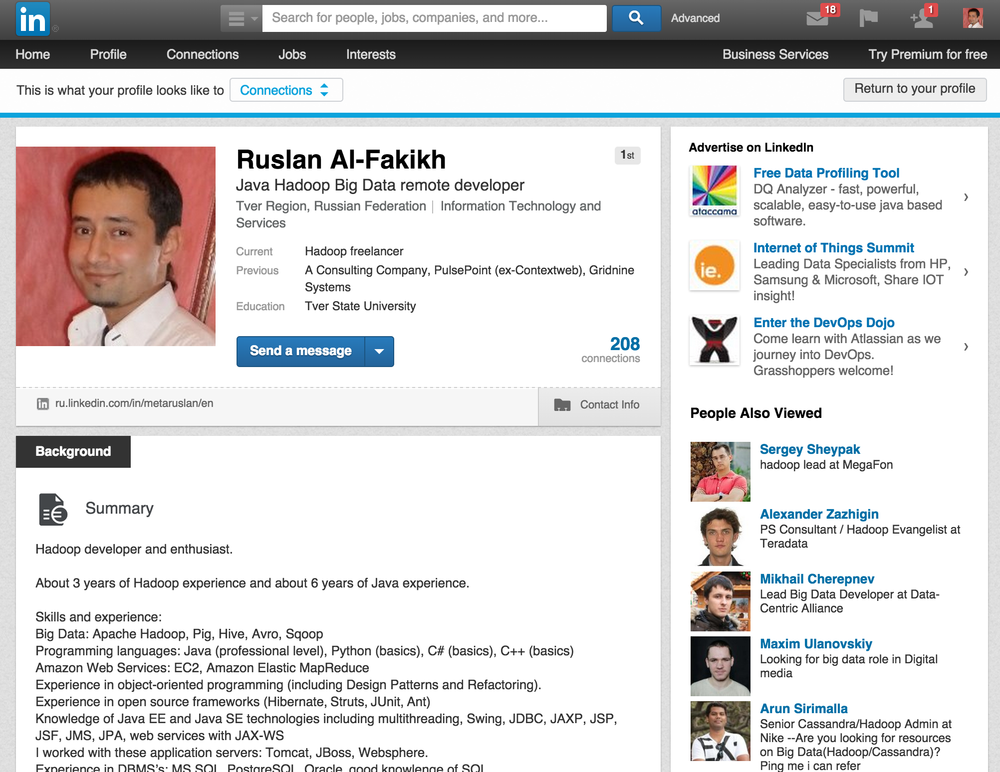 in ®
Search for people, jobs, companies, and more...
Advanced
18
1
Home
Profile
Connections
Jobs
Interests
Business Services
Try Premium for free
This is what your profile looks like to
Connections
Return to your profile
Ruslan Al-Fakikh
1st
Java Hadoop Big Data remote developer
Tver Region, Russian Federation | Information Technology and
Services
Current Hadoop freelancer
Previous A Consulting Company, PulsePoint (ex-Contextweb), Gridnine
Systems
Education Tver State University
Send a message
208
connections
in ru.linkedin.com/in/metaruslan/en
Contact Info
Background
Summary
Hadoop developer and enthusiast.
About 3 years of Hadoop experience and about 6 years of Java experience.
Skills and experience:
Big Data: Apache Hadoop, Pig, Hive, Avro, Sqoop
Programming languages: Java (professional level), Python (basics), C# (basics), C++ (basics)
Amazon Web Services: EC2, Amazon Elastic MapReduce
Experience in object-oriented programming (including Design Patterns and Refactoring).
Experience in open source frameworks (Hibernate, Struts, JUnit, Ant)
Knowledge of Java EE and Java SE technologies including multithreading, Swing, JDBC, JAXP, JSP,
JSF, JMS, JPA, web services with JAX-WS
I worked with these application servers: Tomcat, JBoss, Websphere.
Experience in DBMS's: MS SQL, PostgreSQL, Oracle, good knowledge of SQL
Advertise on LinkedIn
ataccama
Free Data Profiling Tool
DQ Analyzer - fast, powerful,
scalable, easy-to-use java based
software.
ie.
Internet of Things Summit
Leading Data Specialists from HP,
Samsung & Microsoft, Share IOT
insight!
Enter the DevOps Dojo
Come learn with Atlassian as we
journey into DevOps.
Grasshoppers welcome!
People Also Viewed
Sergey Sheypak
hadoop lead at MegaFon
Alexander Zazhigin
PS Consultant / Hadoop Evangelist at
Teradata
Mikhail Cherepnev
Lead Big Data Developer at Data-
Centric Alliance
Maxim Ulanovskiy
Looking for big data role in Digital
media
Arun Sirimalla
Senior Cassandra/Hadoop Admin at
Nike --Are you looking for resources
on Big Data(Hadoop/Cassandra)?
Ping me i can refer